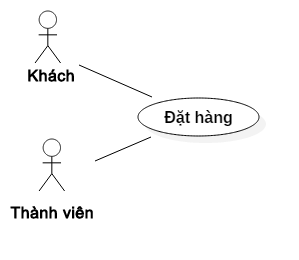 Khách
Đặt hàng
Thành viên